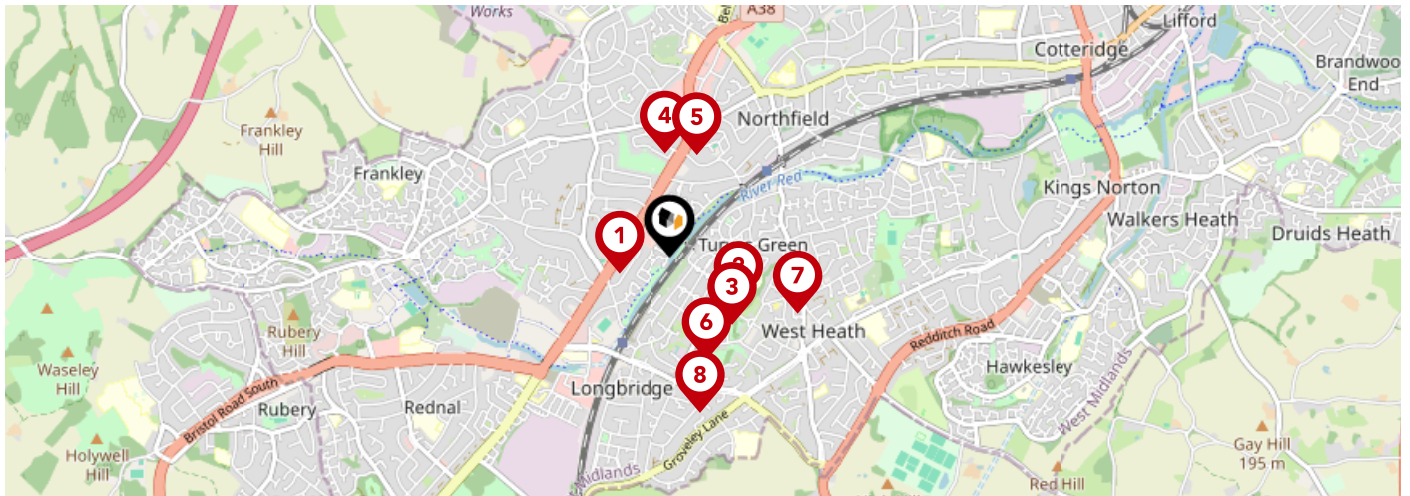 Works
A38
Lifford
Cotteridge
Brandwoo
End
4
5
Northfield
Frankley
Hill
Frankley
River Rea
Kings Norton
Walkers Heath
Druids Heath
1
3
7
6
West Heath
Redditch Road
Rubery
Hill
Waseley
Hill
Hawkesley
8
Longbridge
Bristol Road South
Rubery
Rednal
West Midlands
Groveley Lane
Holywell
Hill
Midlands
Gay Hill
195 m
Red Hill